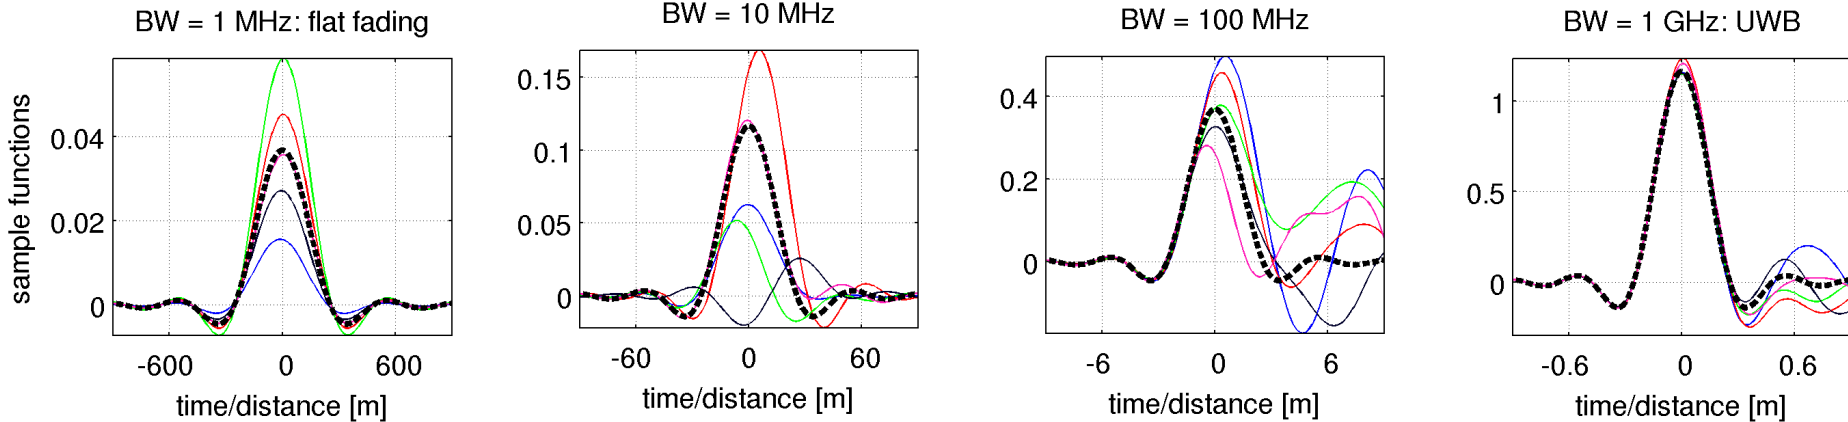 BW = 1 MHz: flat fading
sample functions
0.04
0.02
0
-600 0 600
time/distance [m]
BW = 10 MHz
0.15
0.1
0.05
0
-60 0 60
time/distance [m]
BW = 100 MHz
0.4
0.2
0
-6 0 6
time/distance [m]
BW = 1 GHz: UWB
1
0.5
0
-0.6 0 0.6
time/distance [m]